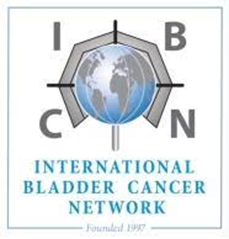 I B
C N
INTERNATIONAL
BLADDER CANCER
NETWORK
Founded 1997